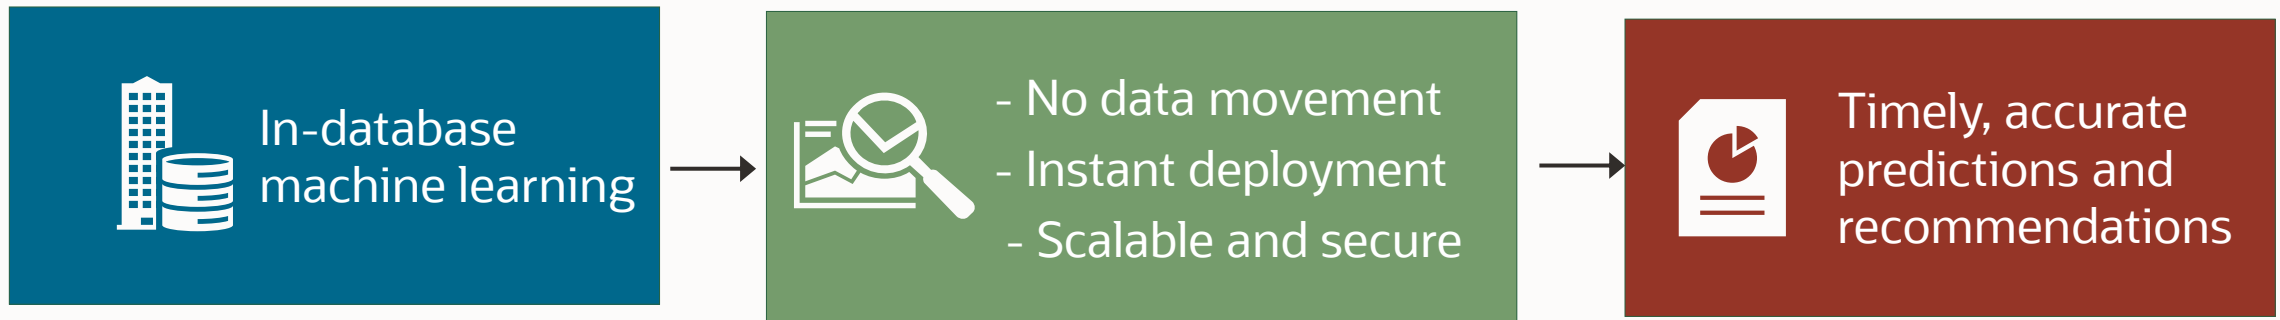 In-database
machine learning
- No data movement
- Instant deployment
- Scalable and secure
Timely, accurate
predictions and
recommendations